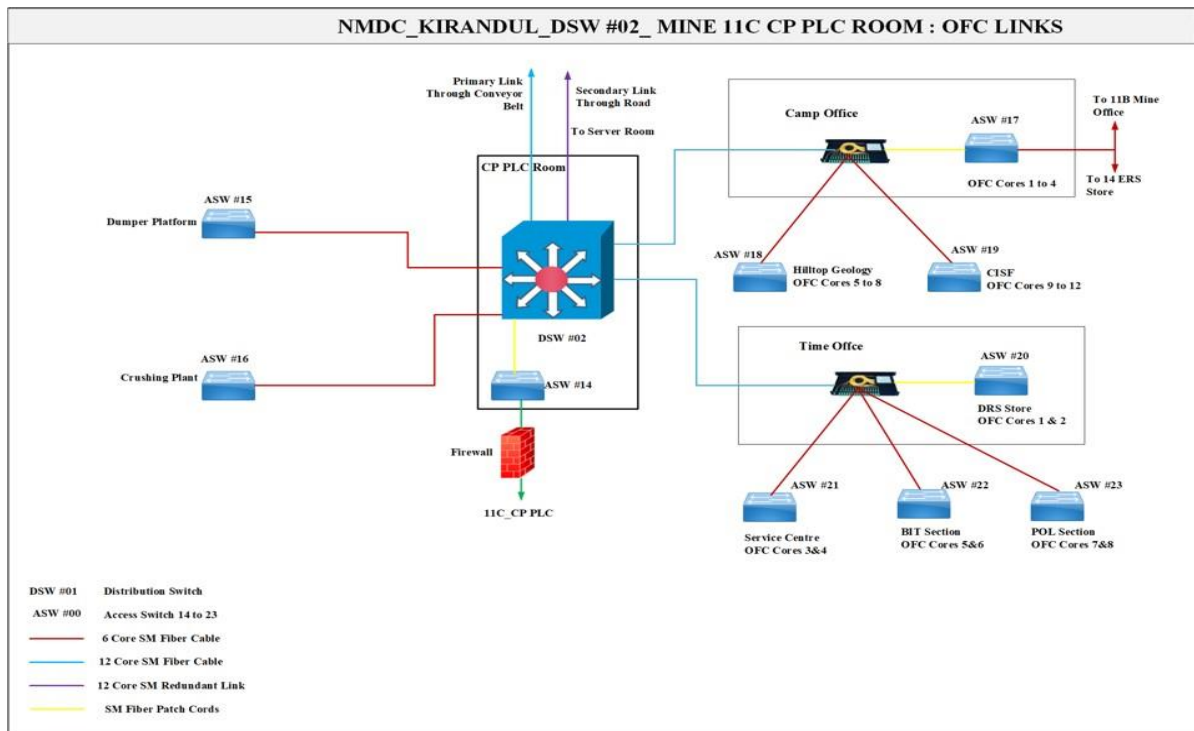 NMDC_KIRANDUL_DSW #02_ MINE 11C CP PLC ROOM : OFC LINKS
Primary Link
Through Conveyor
Belt
Secondary Link
Through Road
To Server Room
CP PLC Room
Dumper Platform
ASW #15
Crushing Plant
ASW #16
DSW #02
ASW #14
Firewall
11C_CP PLC
Camp Office
ASW #17
OFC Cores 1 to 4
To 11B Mine
Office
To 14 ERS
Store
ASW #18
Hilltop Geology
OFC Cores 5 to 8
ASW #19
CISF
OFC Cores 9 to 12
Time Offce
ASW #20
DRS Store
OFC Cores 1 & 2
ASW #21
Service Centre
OFC Cores 3&4
ASW #22
BIT Section
OFC Cores 5&6
ASW #23
POL Section
OFC Cores 7&8
DSW #01 Distribution Switch
ASW #00 Access Switch 14 to 23
6 Core SM Fiber Cable
12 Core SM Fiber Cable
12 Core SM Redundant Link
SM Fiber Patch Cords